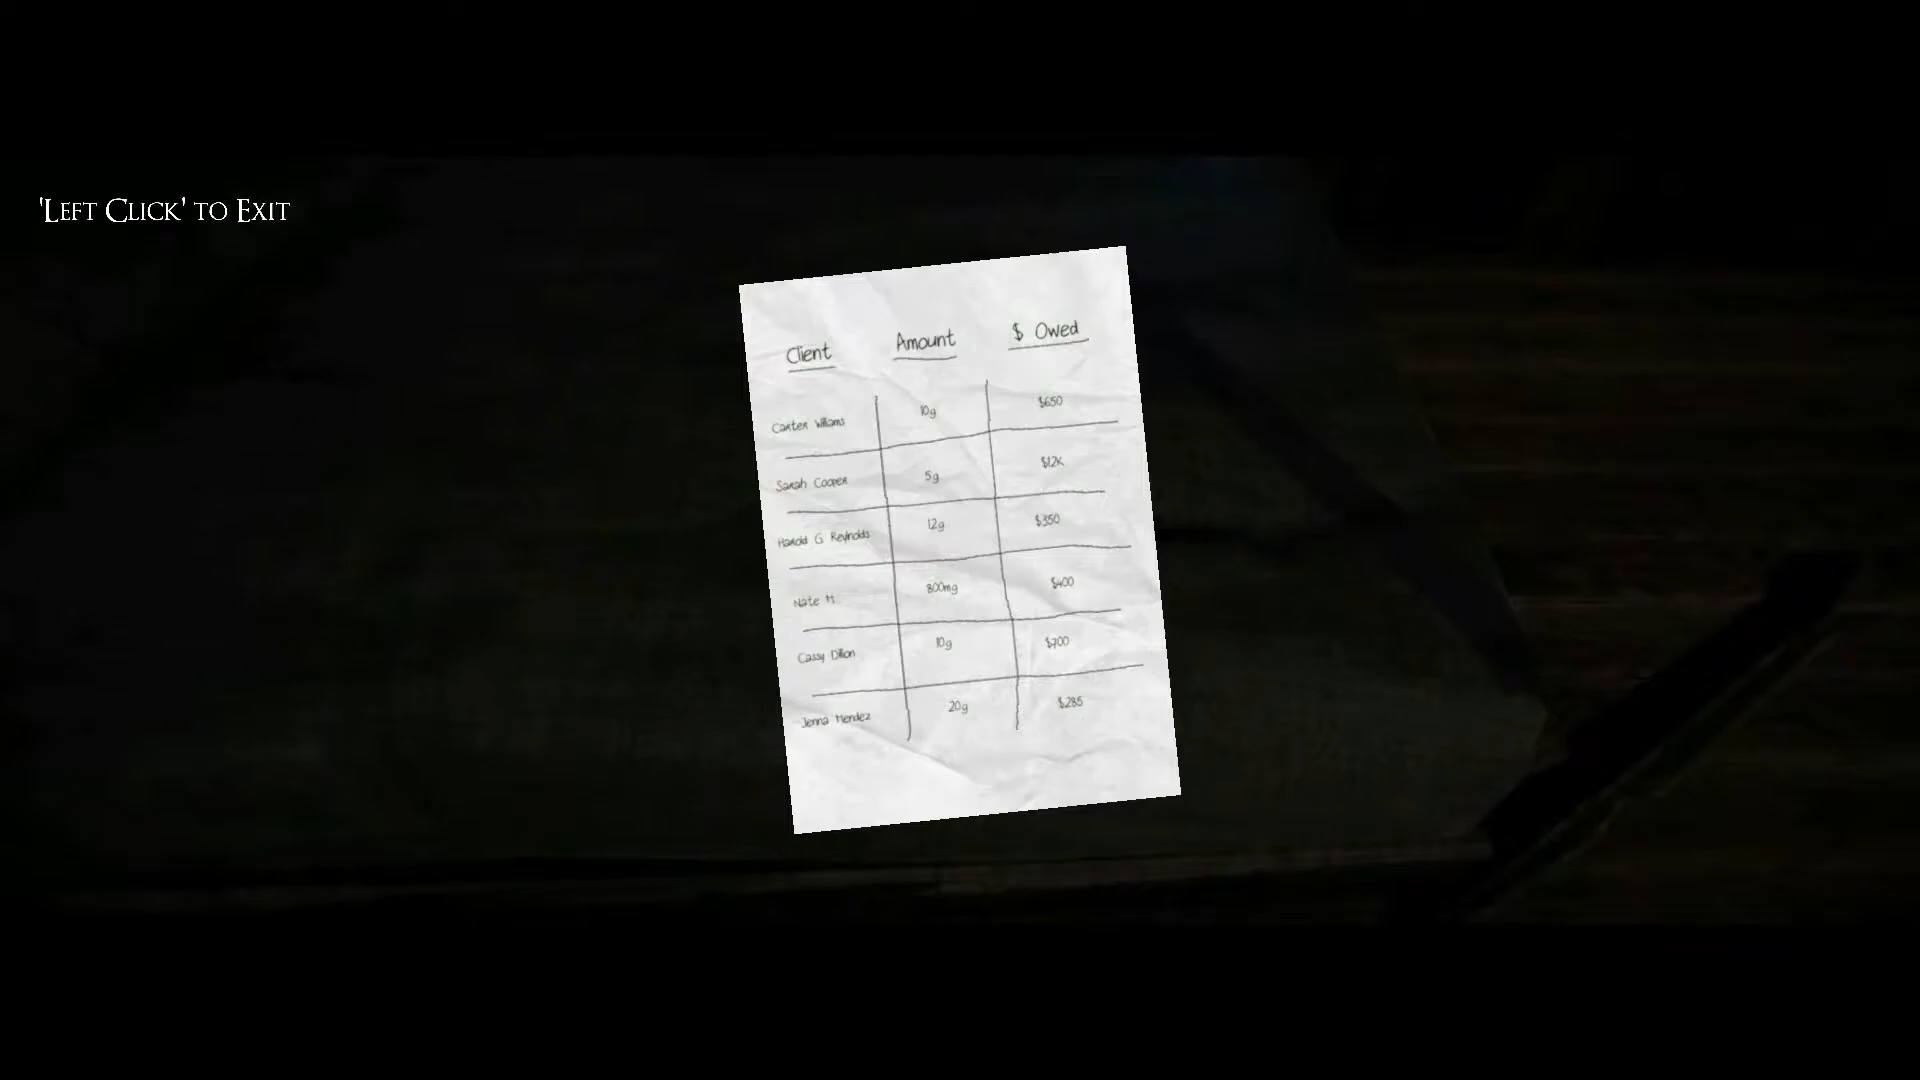 'Left Click' to Exit
Client Amount $ Owed
Carter Williams 10g $650
Sarah Cooper 5g $12K
Harold G Reynolds 12g $350
Nate M. 800mg $400
Cassy Dillon 10g $700
Jenna Mendez 20g $285